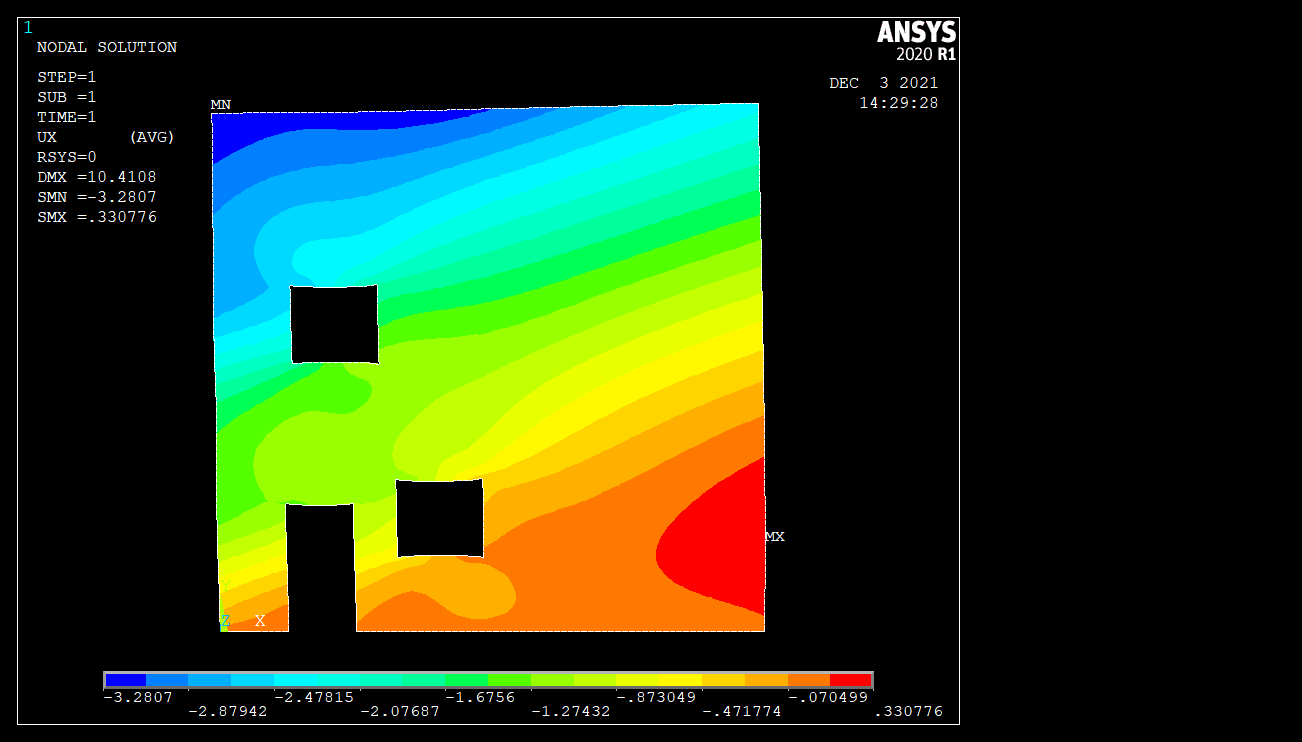 1
ANSYS
2020 R1
NODAL SOLUTION
STEP=1
SUB =1
TIME=1
UX (AVG)
RSYS=0
DMX =10.4108
SMN =-3.2807
SMX =.330776
DEC 3 2021
14:29:28
MN
MX
Y
Z X
-3.2807 -2.47815 -1.6756 -.873049 -.070499
-2.87942 -2.07687 -1.27432 -.471774 .330776